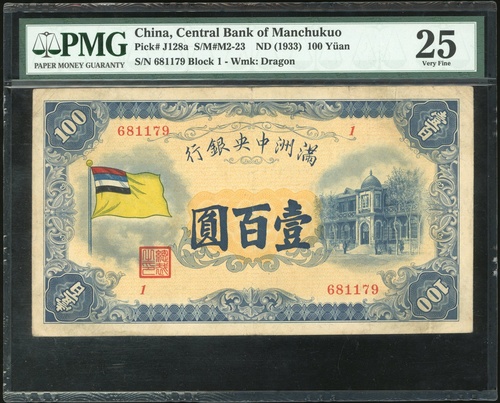 PMG
PAPER MONEY GUARANTY
China, Central Bank of Manchukuo
Pick# J128a S/M#M2-23 ND (1933) 100 Yüan
S/N 681179 Block 1 - Wmk: Dragon
25
Very Fine
100
681179
1
壹百
行銀央中洲滿
圓百壹
1
681179
100